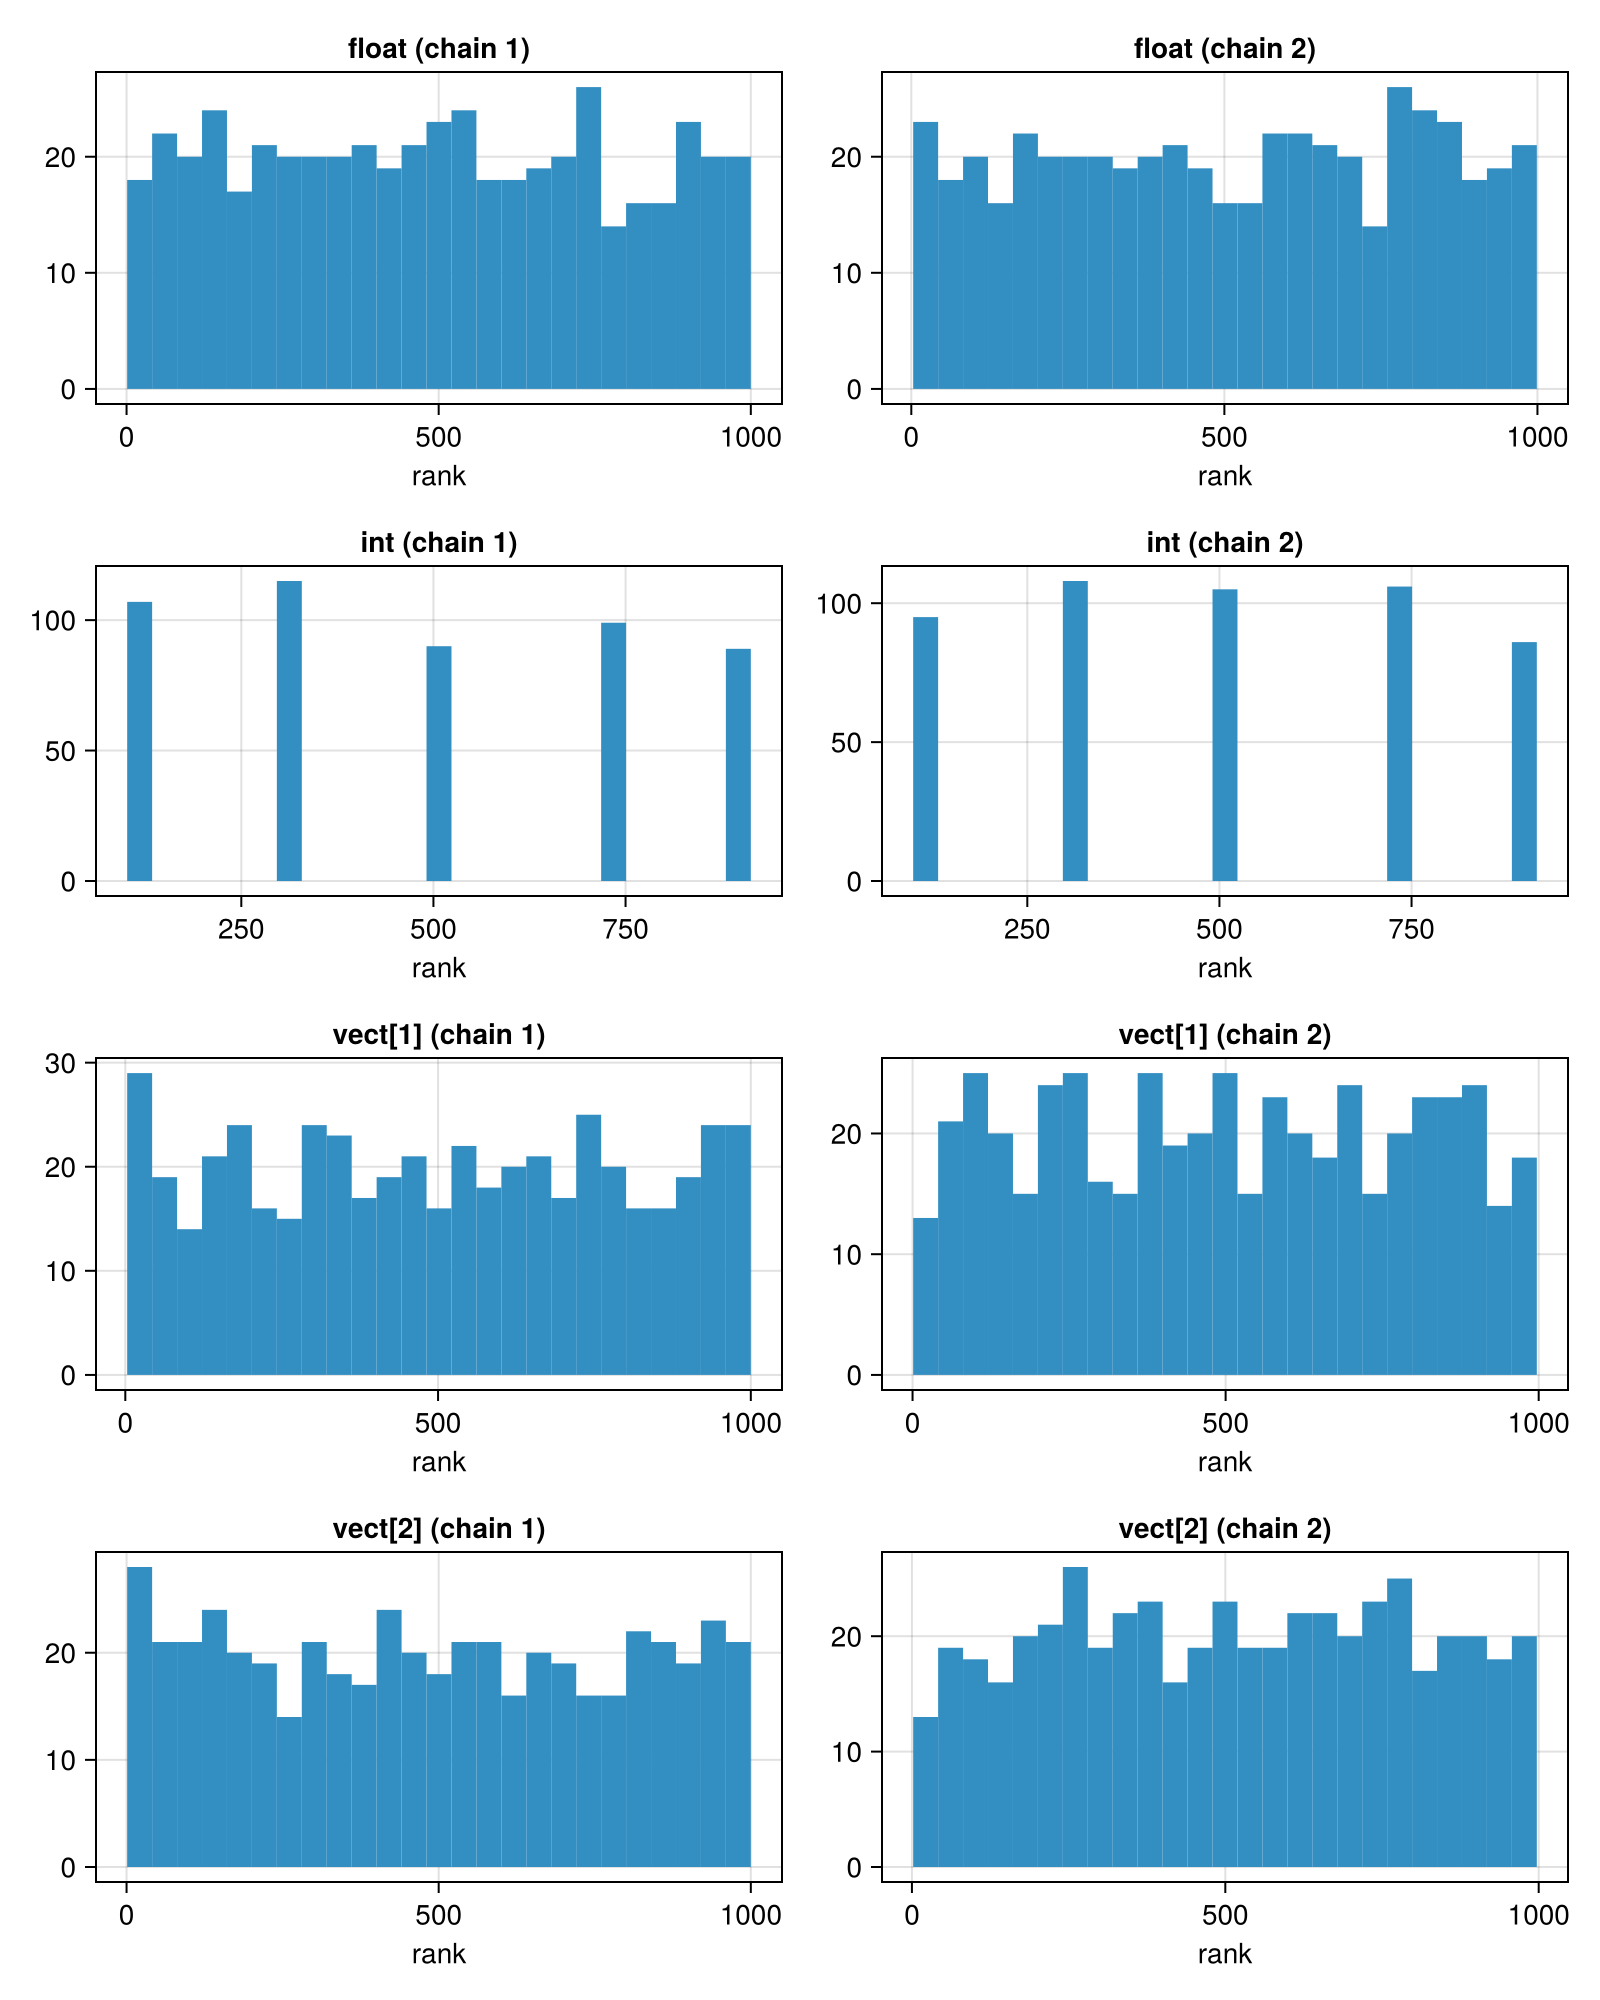 float (chain 1)
20
10
0
0 500 1000
rank
float (chain 2)
20
10
0
0 500 1000
rank
int (chain 1)
100
50
0
250 500 750
rank
int (chain 2)
100
50
0
250 500 750
rank
vect[1] (chain 1)
30
20
10
0
0 500 1000
rank
vect[1] (chain 2)
20
10
0
0 500 1000
rank
vect[2] (chain 1)
20
10
0
0 500 1000
rank
vect[2] (chain 2)
20
10
0
0 500 1000
rank